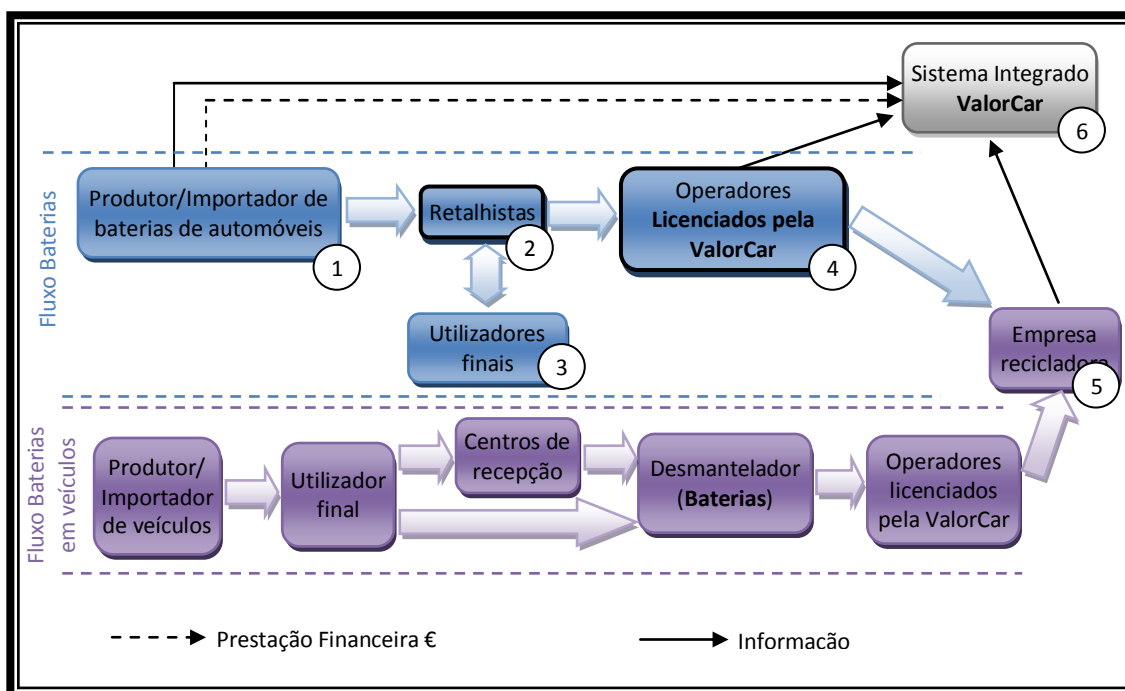 Sistema Integrado
ValorCar
6
Fluxo Baterias
Produtor/Importador de
baterias de automóveis
1
Retalhistas
2
Operadores
Licenciados pela
ValorCar
4
Utilizadores
finais
3
Empresa
recicladora
5
Fluxo Baterias
em veículos
Produtor/
Importador
de veículos
Utilizador
final
Centros de
recepção
Desmantelador
(Baterias)
Operadores
licenciados
pela ValorCar
Prestação Financeira €
Informacão